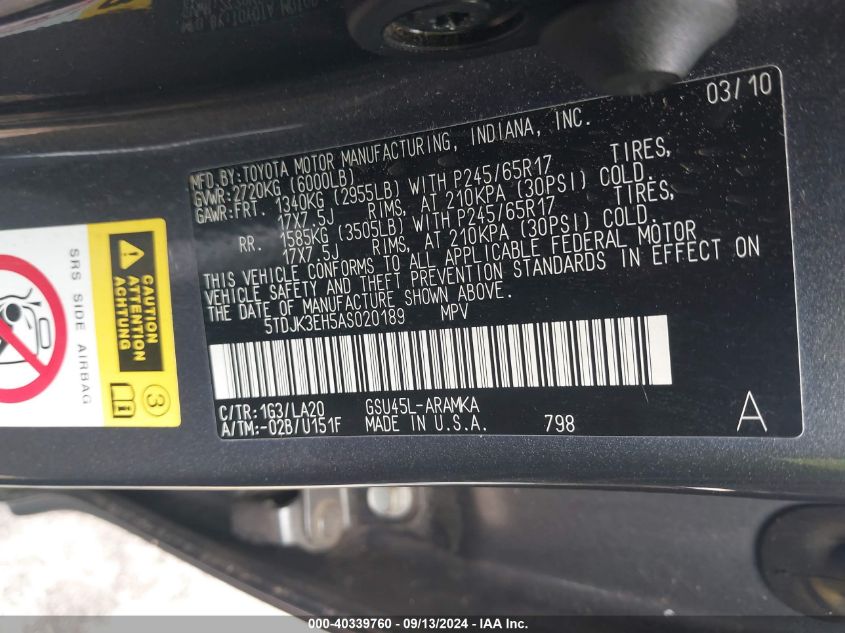 03/10
MFD.BY:TOYOTA MOTOR MANUFACTURING, INDIANA, INC.
GVWR:2720KG (6000LB)
GAWR:FRT. 1340KG (2955LB) WITH P245/65R17 TIRES,
17X7.5J RIMS, AT 210KPA (30PSI) COLD.
RR. 1585KG (3505LB) WITH P245/65R17 TIRES,
17X7.5J RIMS, AT 210KPA (30PSI) COLD.
THIS VEHICLE CONFORMS TO ALL APPLICABLE FEDERAL MOTOR
VEHICLE SAFETY AND THEFT PREVENTION STANDARDS IN EFFECT ON
THE DATE OF MANUFACTURE SHOWN ABOVE.
5TDJK3EH5AS020189 MPV
C/TR:1G3/LA20 GSU45L-ARAMKA
A/TM:-02B/U151F MADE IN U.S.A. 798 A
SRS SIDE AIRBAG
CAUTION
ATTENTION
ACHTUNG
3
000-40339760 - 09/13/2024 - IAA Inc.